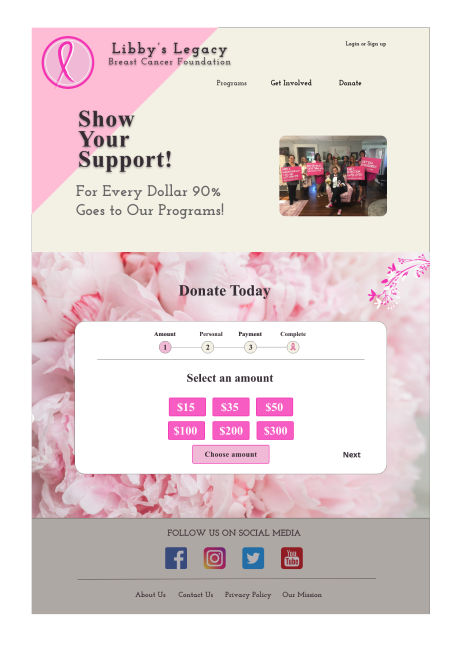 Libby's Legacy
Breast Cancer Foundation
Login or Sign up
Programs Get Involved Donate
Show
Your
Support!
For Every Dollar 90%
Goes to Our Programs!
Donate Today
Amount Personal Payment Complete
1 2 3
Select an amount
$15 $35 $50
$100 $200 $300
Choose amount
Next
FOLLOW US ON SOCIAL MEDIA
You
Tube
About Us Contact Us Privacy Policy Our Mission